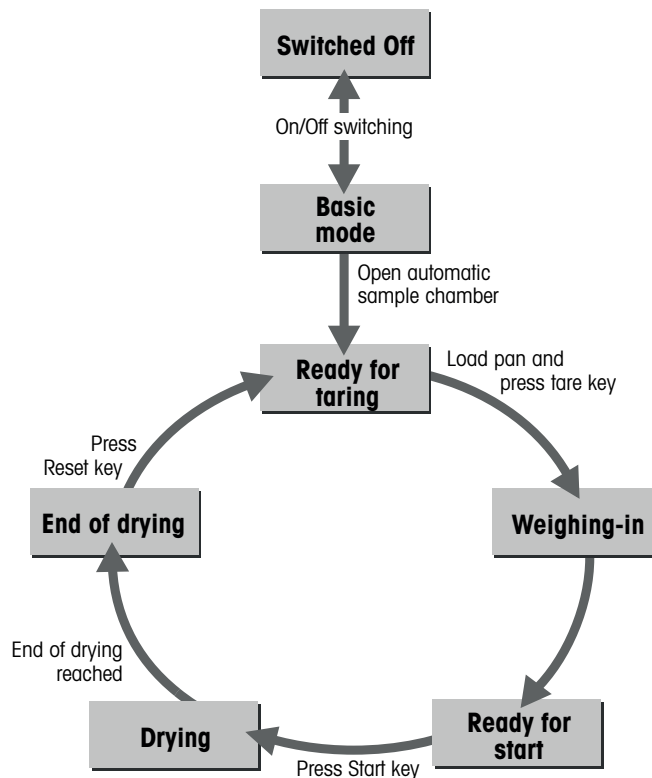 Switched Off
On/Off switching
Basic
mode
Open automatic
sample chamber
Ready for
taring
Load pan and
press tare key
Press
Reset key
End of drying
Weighing-in
End of drying
reached
Drying
Ready for
start
Press Start key